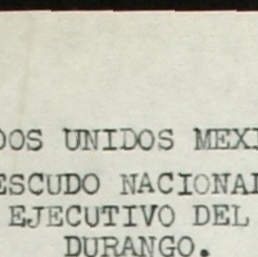 DOS UNIDOS MEXI
ESCUDO NACIONAL
EJECUTIVO DEL
DURANGO.